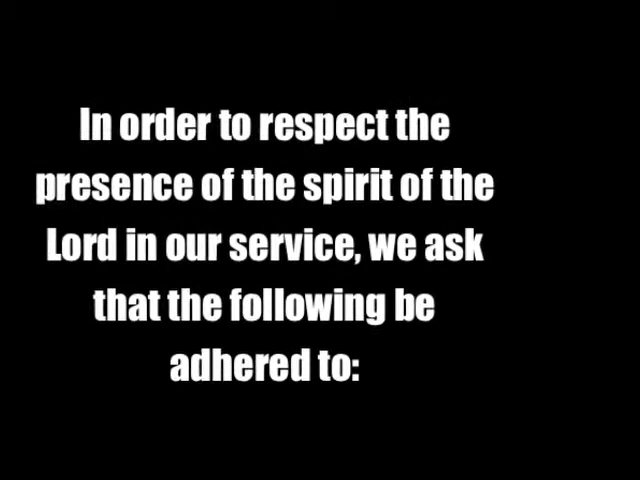 In order to respect the
presence of the spirit of the
Lord in our service, we ask
that the following be
adhered to: